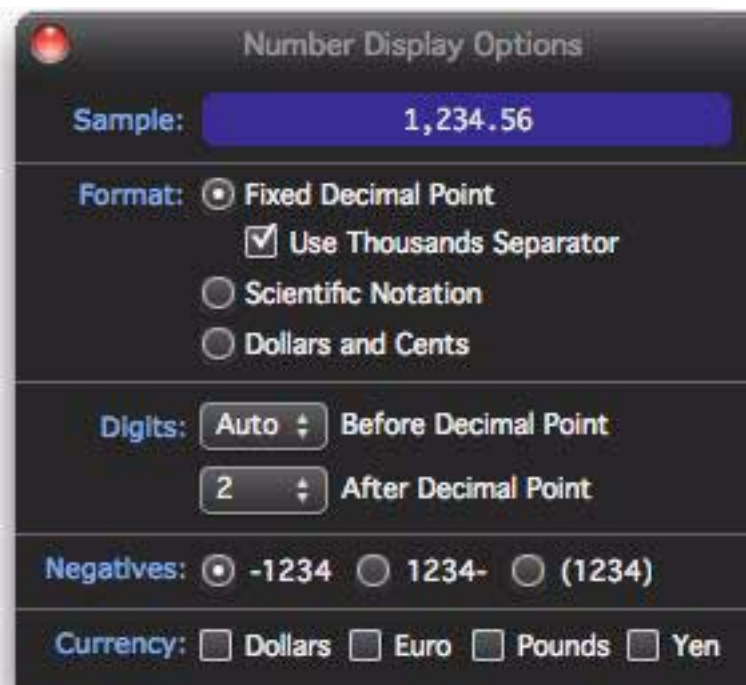 Number Display Options
Sample: 1,234.56
Format: Fixed Decimal Point
Use Thousands Separator
Scientific Notation
Dollars and Cents
Digits: Auto Before Decimal Point
2 After Decimal Point
Negatives: -1234 1234- (1234)
Currency: Dollars Euro Pounds Yen